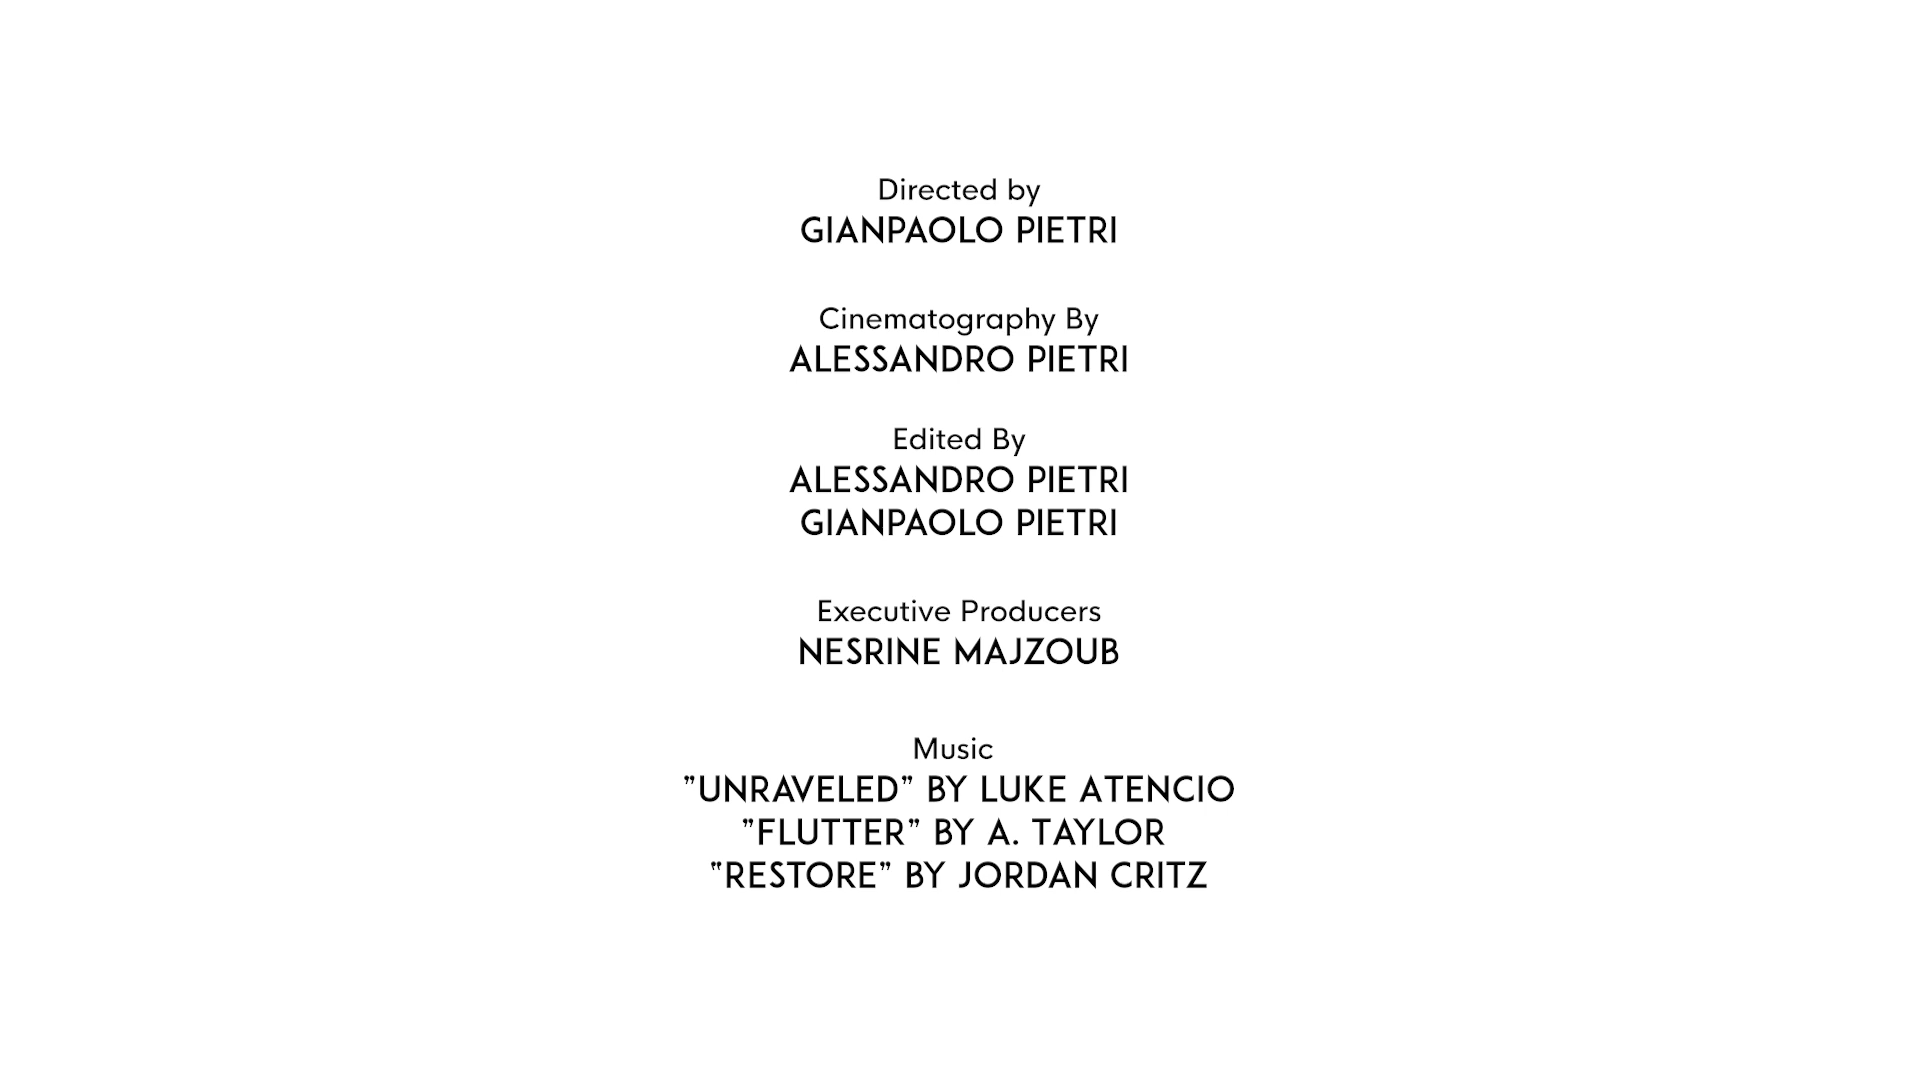 Directed by
GIANPAOLO PIETRI
Cinematography By
ALESSANDRO PIETRI
Edited By
ALESSANDRO PIETRI
GIANPAOLO PIETRI
Executive Producers
NESRINE MAJZOUB
Music
”UNRAVELED” BY LUKE ATENCIO
”FLUTTER” BY A. TAYLOR
“RESTORE” BY JORDAN CRITZ